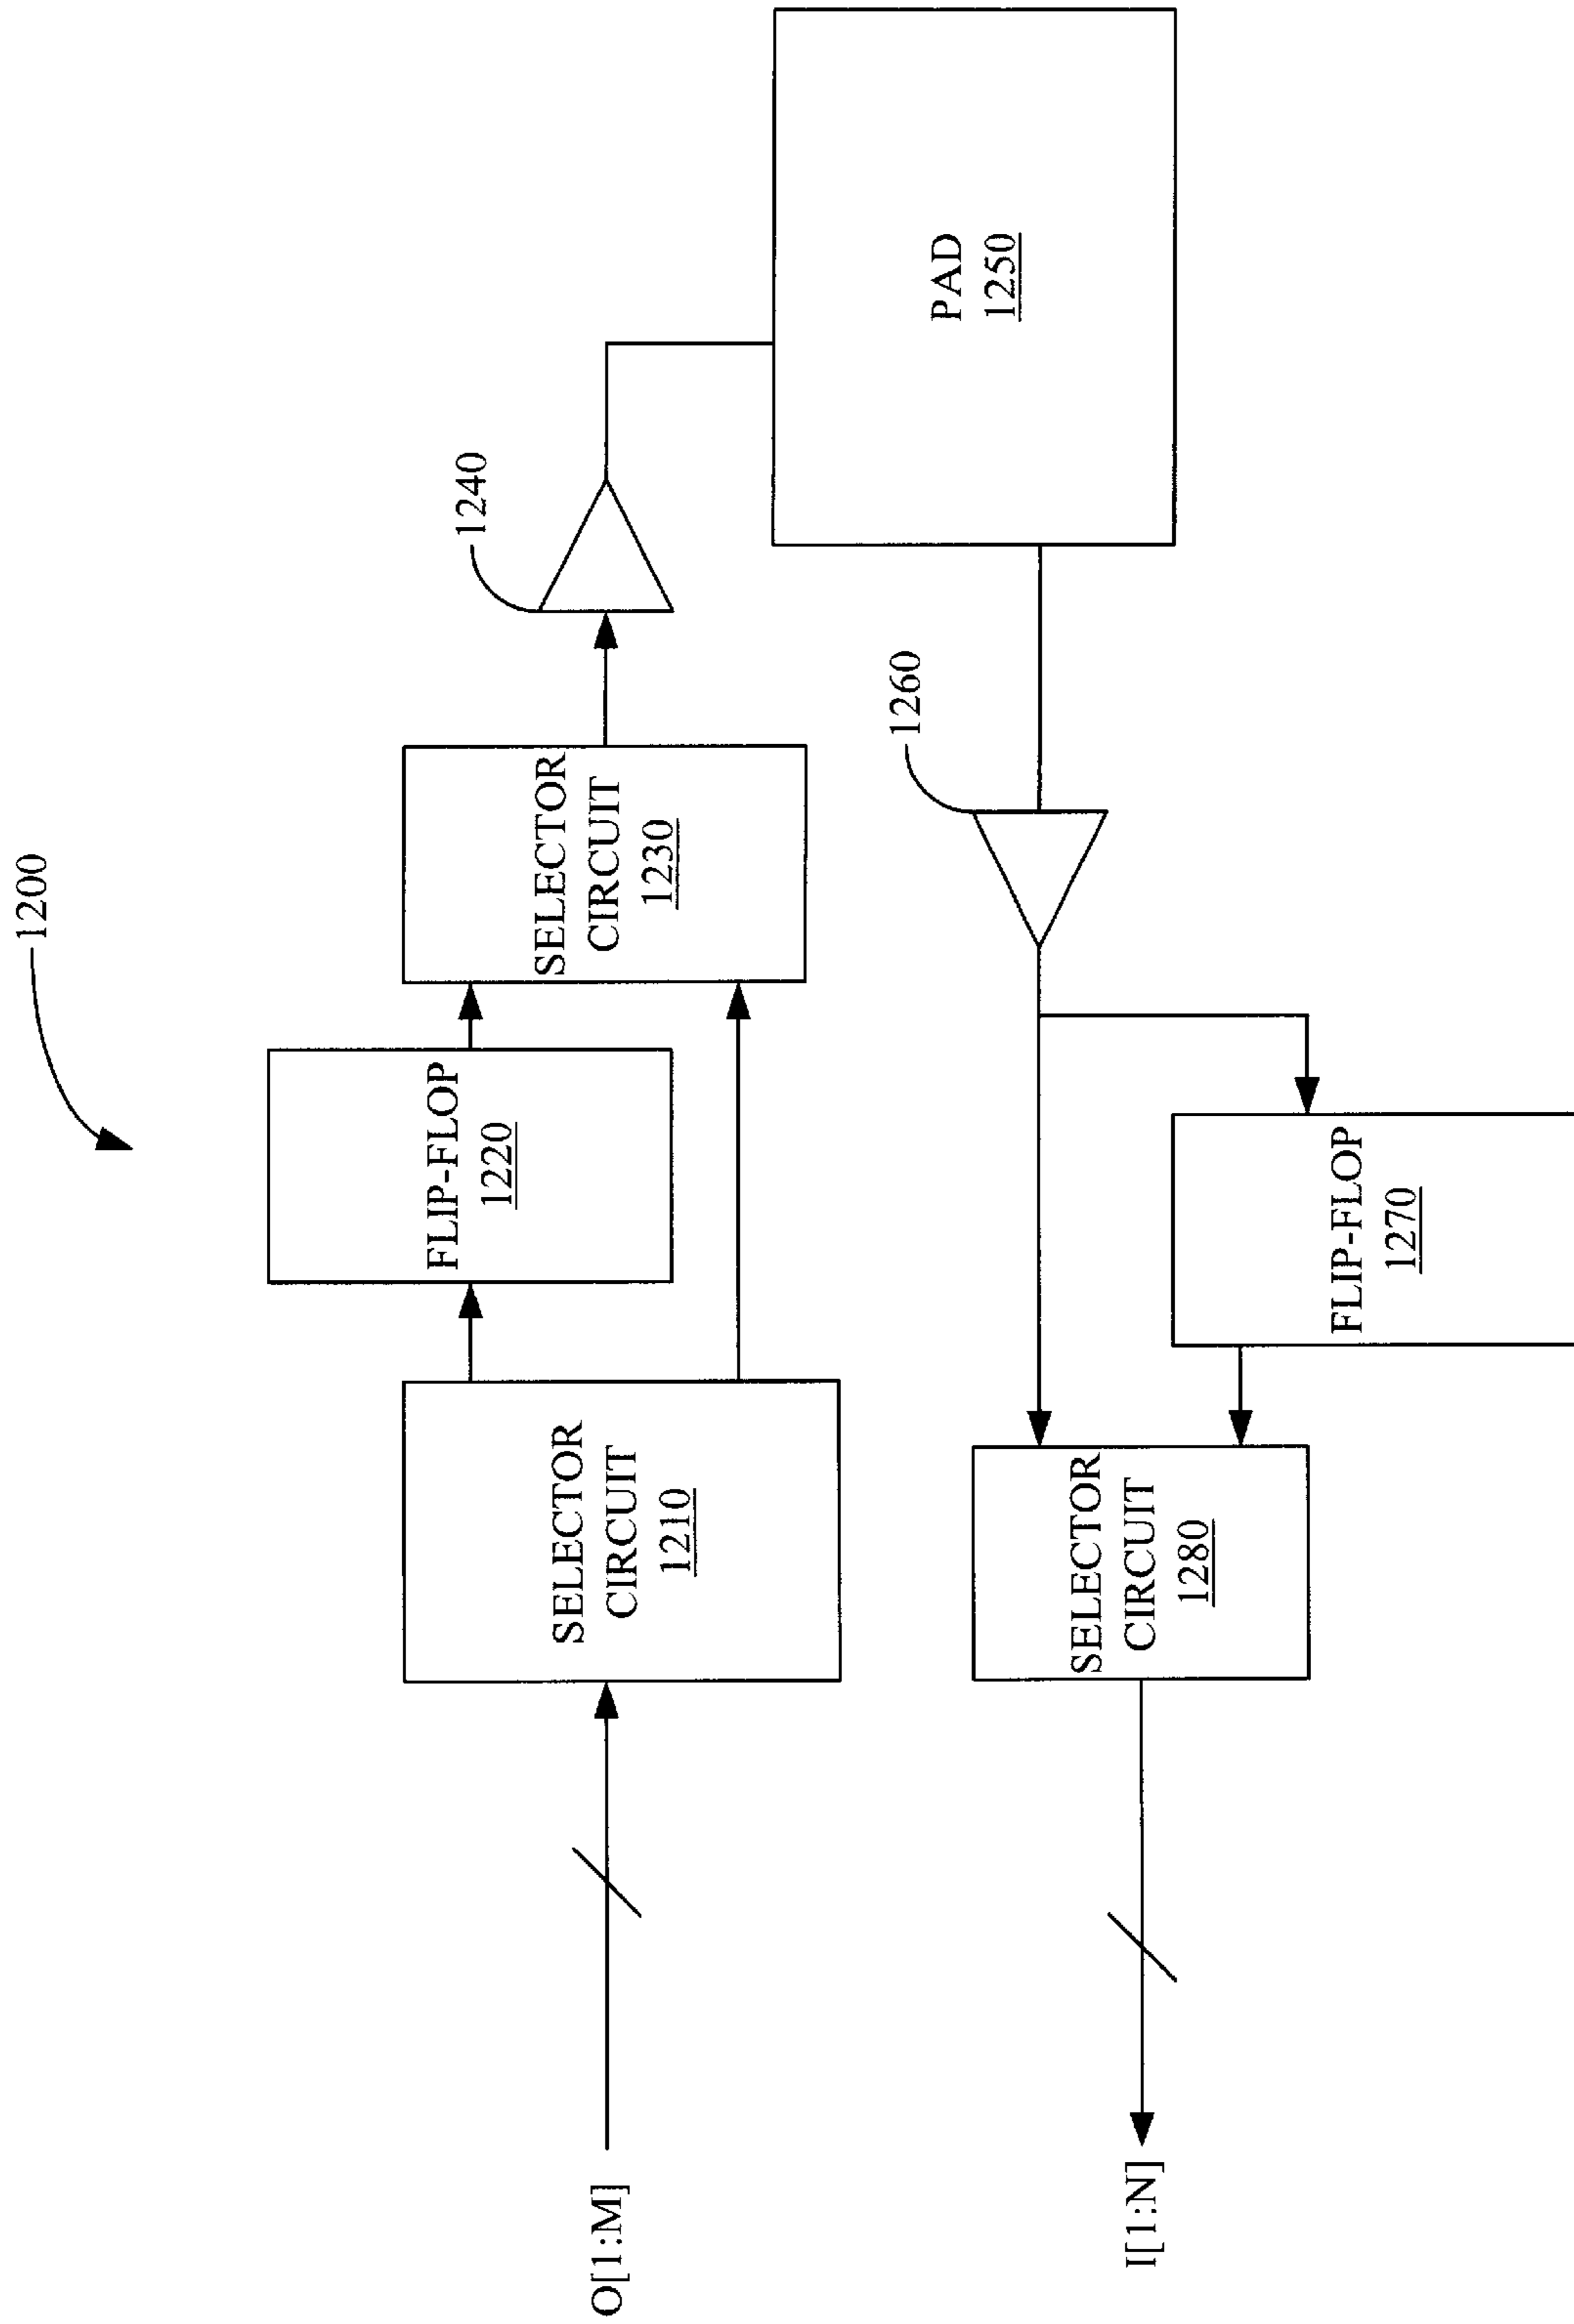 1200
O[1:M]
SELECTOR
CIRCUIT
1210
FLIP-FLOP
1220
SELECTOR
CIRCUIT
1230
1240
PAD
1250
1260
FLIP-FLOP
1270
SELECTOR
CIRCUIT
1280
I[1:N]